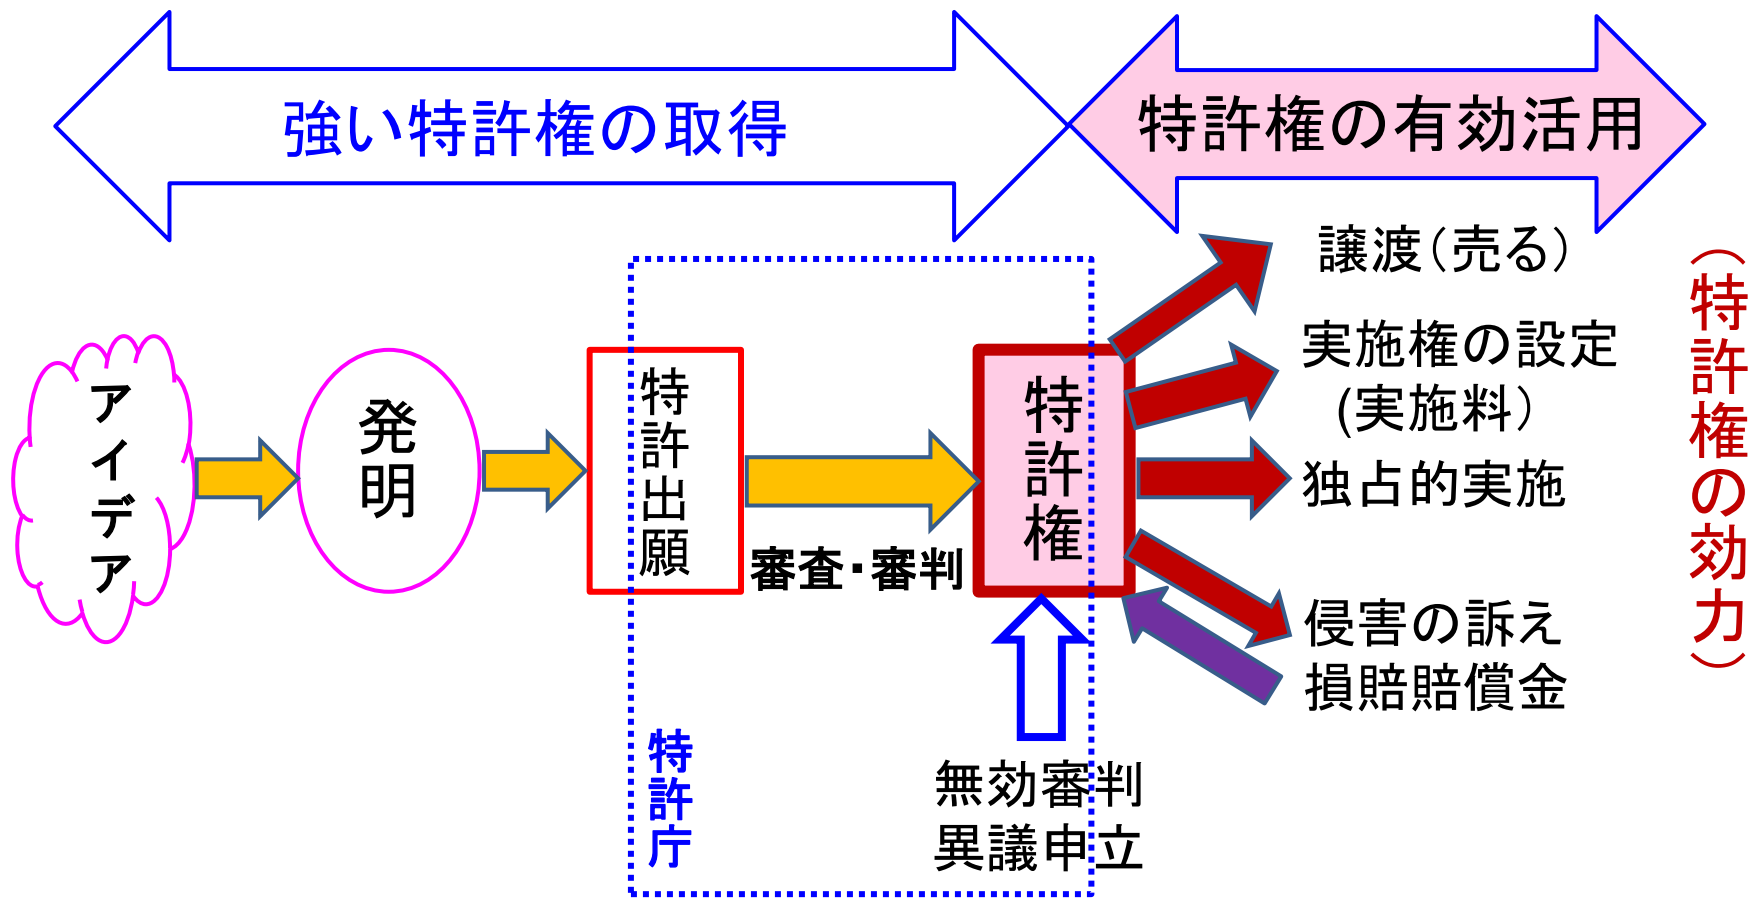 強い特許権の取得
特許権の有効活用
アイデア
発明
特許出願
審査・審判
特許権
譲渡（売る）
実施権の設定
(実施料）
独占的実施
侵害の訴え
損賠賠償金
（特許権の効力）
特許庁
無効審判
異議申立